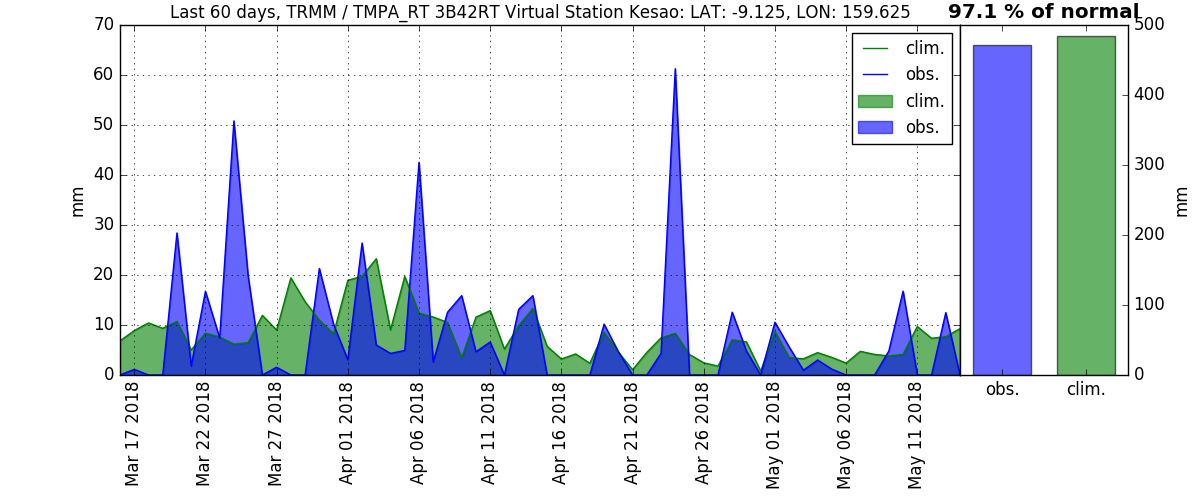 Last 60 days, TRMM / TMPA_RT 3B42RT Virtual Station Kesao: LAT: -9.125, LON: 159.625
97.1 % of normal
70
60
50
40
30
20
10
0
mm
clim.
obs.
clim.
obs.
500
400
300
200
100
0
mm
Mar 17 2018
Mar 22 2018
Mar 27 2018
Apr 01 2018
Apr 06 2018
Apr 11 2018
Apr 16 2018
Apr 21 2018
Apr 26 2018
May 01 2018
May 06 2018
May 11 2018
obs.
clim.